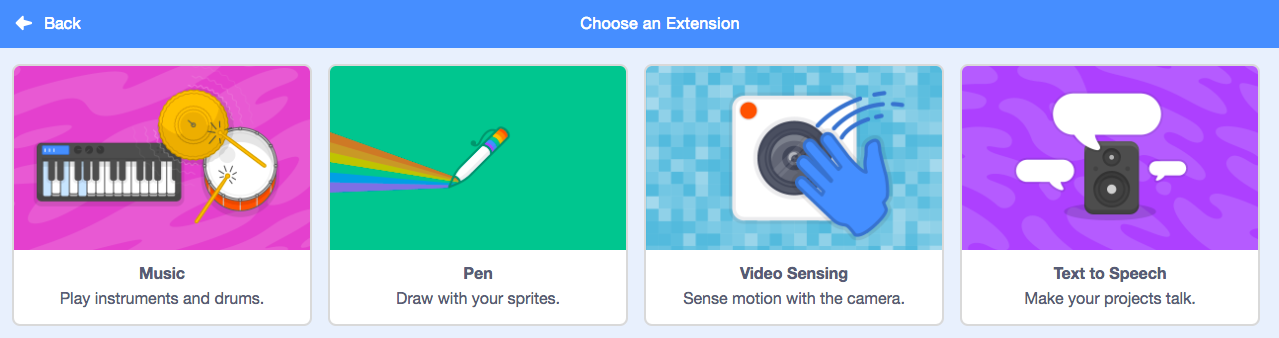 Back
Choose an Extension
Music
Play instruments and drums.
Pen
Draw with your sprites.
Video Sensing
Sense motion with the camera.
Text to Speech
Make your projects talk.